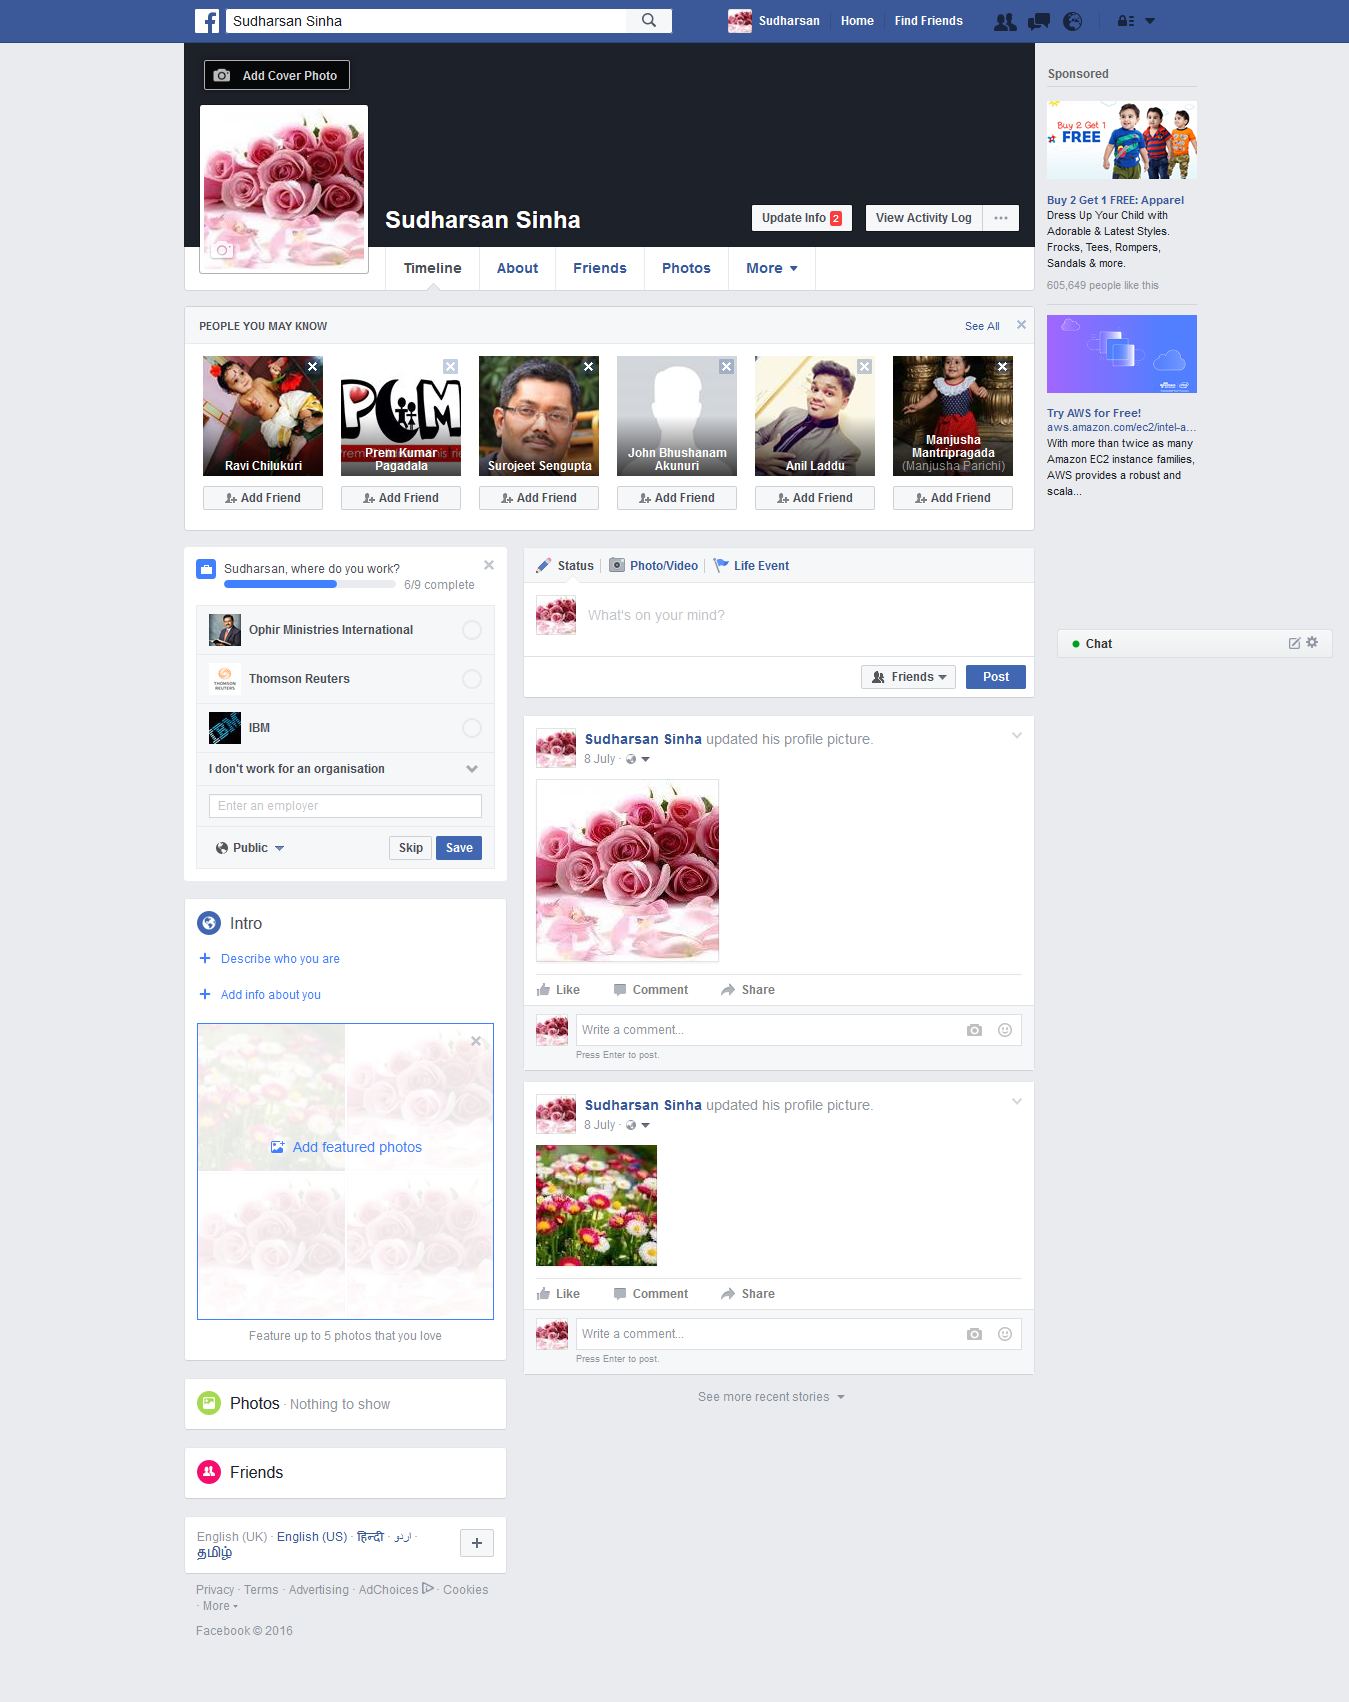 Sudharsan Sinha
Sudharsan
Home
Find Friends
Add Cover Photo
Sudharsan Sinha
Update Info 2
View Activity Log
Timeline
About
Friends
Photos
More
Sponsored
Buy 2 Get 1
FREE
Buy 2 Get 1 FREE: Apparel
Dress Up Your Child with
Adorable & Latest Styles.
Frocks, Tees, Rompers,
Sandals & more.
605,649 people like this
Try AWS for Free!
aws.amazon.com/ec2/intel-a...
With more than twice as many
Amazon EC2 instance families,
AWS provides a robust and
scala...
PEOPLE YOU MAY KNOW
See All
Ravi Chilukuri
Prem Kumar
Pagadala
Surojeet Sengupta
John Bhushanam
Akunuri
Anil Laddu
Manjusha
Mantripragada
(Manjusha Parichi)
Add Friend
Add Friend
Add Friend
Add Friend
Add Friend
Add Friend
Sudharsan, where do you work?
6/9 complete
Ophir Ministries International
THOMSON
REUTERS
Thomson Reuters
IBM
IBM
I don't work for an organisation
Enter an employer
Public
Skip
Save
Intro
Describe who you are
Add info about you
Add featured photos
Feature up to 5 photos that you love
Photos · Nothing to show
Friends
English (UK) · English (US) · हिन्दी · اردو ·
தமிழ்
Privacy · Terms · Advertising · AdChoices · Cookies
· More
Facebook © 2016
Status
Photo/Video
Life Event
What's on your mind?
Friends
Post
Sudharsan Sinha updated his profile picture.
8 July ·
Like
Comment
Share
Write a comment...
Press Enter to post.
Sudharsan Sinha updated his profile picture.
8 July ·
Like
Comment
Share
Write a comment...
Press Enter to post.
See more recent stories
Chat